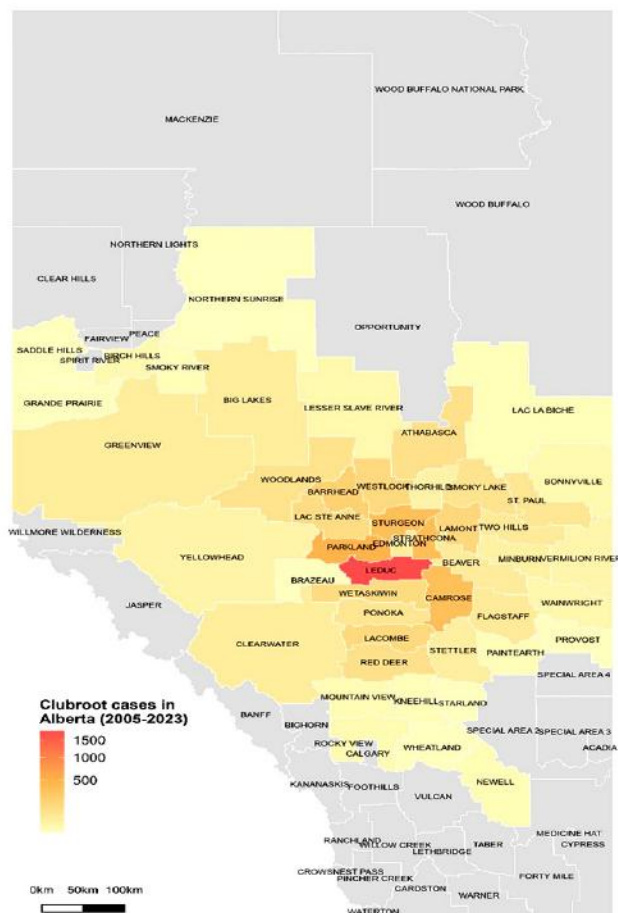 WOOD BUFFALO NATIONAL PARK
MACKENZIE
WOOD BUFFALO
NORTHERN LIGHTS
CLEAR HILLS
NORTHERN SUNRISE
OPPORTUNITY
PEACE
FAIRVIEW
SADDLE HILLS
BIRCH HILLS
SPIRIT RIVER
SMOKY RIVER
GRANDE PRAIRIE
BIG LAKES
LESSER SLAVE RIVER
LAC LA BICHE
ATHABASCA
GREENVIEW
WOODLANDS
BONNYVILLE
BARRHEAD
WESTLOCK
THORHILD
SMOKY LAKE
ST. PAUL
LAC STE ANNE
STURGEON
LAMONT
TWO HILLS
WILLMORE WILDERNESS
STRATHCONA
EDMONTON
PARKLAND
YELLOWHEAD
MINBURN
VERMILION RIVER
BEAVER
LEDUC
BRAZEAU
JASPER
WETASKIWIN
CAMROSE
WAINWRIGHT
PONOKA
FLAGSTAFF
LACOMBE
PROVOST
CLEARWATER
STETTLER
PAINTEARTH
RED DEER
SPECIAL AREA 4
MOUNTAIN VIEW
KNEEHILL
STARLAND
Clubroot cases in
Alberta (2005-2023)
1500
1000
500
BANFF
BIGHORN
SPECIAL AREA 2
SPECIAL AREA 3
ROCKY VIEW
WHEATLAND
ACADIA
CALGARY
KANANASKIS
FOOTHILLS
NEWELL
VULCAN
MEDICINE HAT
RANCHLAND
WILLOW CREEK
TABER
CYPRESS
LETHBRIDGE
CROWSNEST PASS
PINCHER CREEK
FORTY MILE
CARDSTON
WARNER
0km 50km 100km
WATERTON